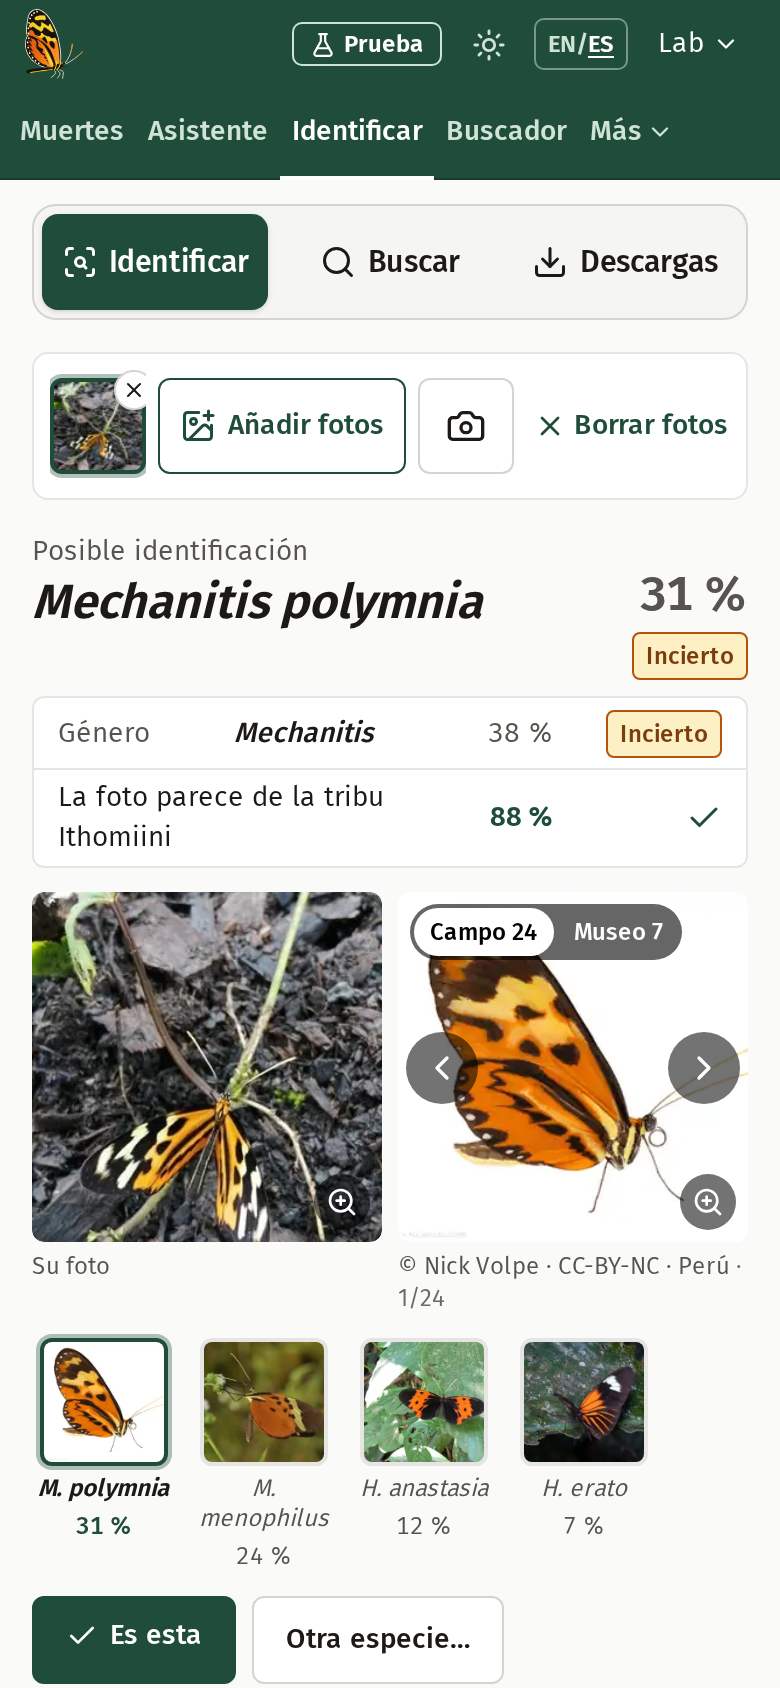 Prueba
EN/ES
Lab
Muertes
Asistente
Identificar
Buscador
Más
Identificar
Buscar
Descargas
Añadir fotos
Borrar fotos
Posible identificación
Mechanitis polymnia
31 %
Incierto
Género
Mechanitis
38 %
Incierto
La foto parece de la tribu
Ithomiini
88 %
Campo 24
Museo 7
Su foto
© Nick Volpe · CC-BY-NC · Perú ·
1/24
M. polymnia
31 %
M.
menophilus
24 %
H. anastasia
12 %
H. erato
7 %
Es esta
Otra especie...